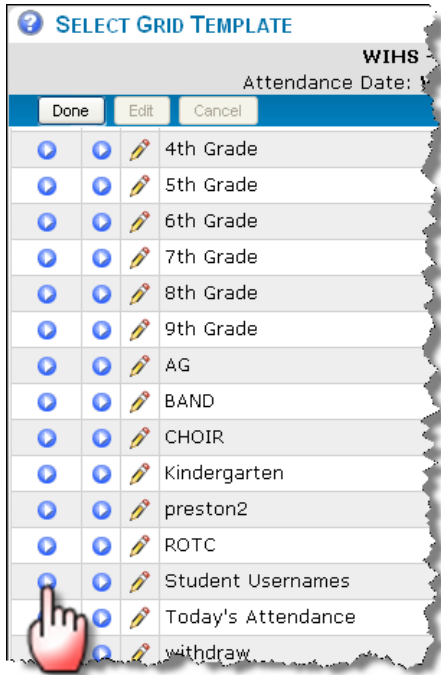 SELECT GRID TEMPLATE
WIHS -
Attendance Date:
Done Edit Cancel
4th Grade
5th Grade
6th Grade
7th Grade
8th Grade
9th Grade
AG
BAND
CHOIR
Kindergarten
preston2
ROTC
Student Usernames
Today's Attendance
withdraw